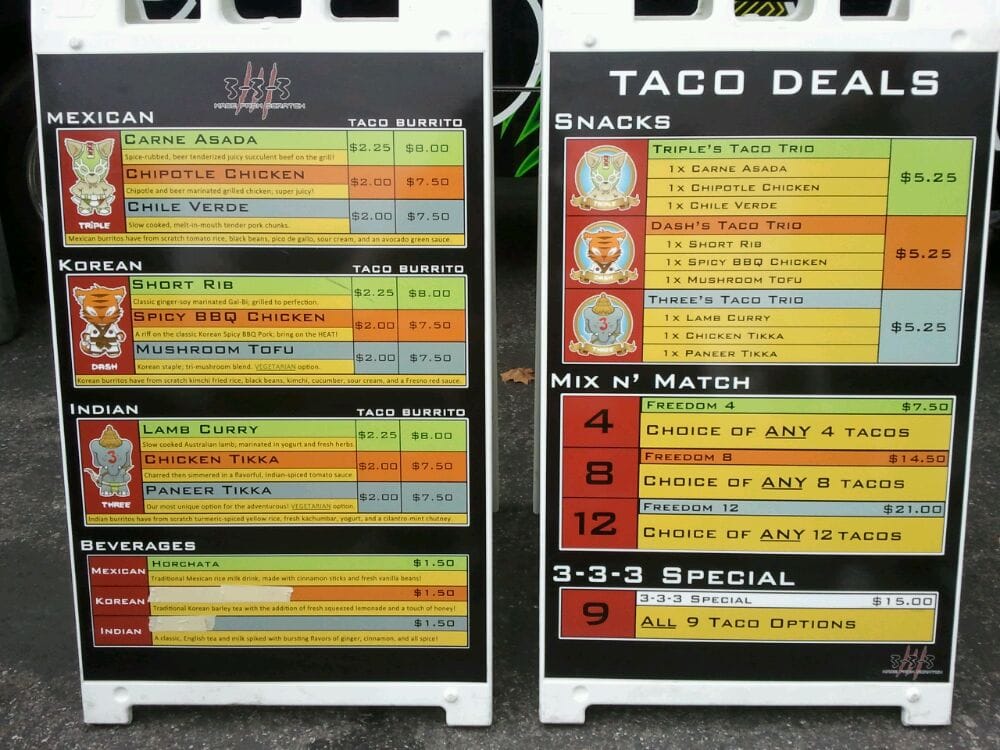 3-3-3
MADE FROM SCRATCH
MEXICAN TACO BURRITO
CARNE ASADA $2.25 $8.00
Spice-rubbed, beer tenderized juicy succulent beef on the grill!
CHIPOTLE CHICKEN $2.00 $7.50
Chipotle and beer marinated grilled chicken; super juicy!
CHILE VERDE $2.00 $7.50
Slow cooked, melt-in-mouth tender pork chunks.
TRIPLE
Mexican burritos have from scratch tomato rice, black beans, pico de gallo, sour cream, and an avocado green sauce.
KOREAN TACO BURRITO
SHORT RIB $2.25 $8.00
Classic ginger-soy marinated Gal-Bi; grilled to perfection.
SPICY BBQ CHICKEN $2.00 $7.50
A riff on the classic Korean Spicy BBQ Pork; bring on the HEAT!
MUSHROOM TOFU $2.00 $7.50
Korean staple; tri-mushroom blend. VEGETARIAN option.
DASH
Korean burritos have from scratch kimchi fried rice, black beans, kimchi, cucumber, sour cream, and a Fresno red sauce.
INDIAN TACO BURRITO
LAMB CURRY $2.25 $8.00
Slow cooked Australian lamb; marinated in yogurt and fresh herbs
CHICKEN TIKKA $2.00 $7.50
Charred then simmered in a flavorful, Indian-spiced tomato sauce
PANEER TIKKA $2.00 $7.50
Our most unique option for the adventurous! VEGETARIAN option.
3
THREE
Indian burritos have from scratch turmeric-spiced yellow rice, fresh kachumbar, yogurt, and a cilantro-mint chutney.
BEVERAGES
MEXICAN HORCHATA $1.50
Traditional Mexican rice milk drink, made with cinnamon sticks and fresh vanilla beans!
KOREAN $1.50
Traditional Korean barley tea with the addition of fresh squeezed lemonade and a touch of honey!
INDIAN $1.50
A classic, English tea and milk spiked with bursting flavors of ginger, cinnamon, and all spice!
TACO DEALS
SNACKS
TRIPLE'S TACO TRIO $5.25
1X CARNE ASADA
1X CHIPOTLE CHICKEN
1X CHILE VERDE
TRIPLE
DASH'S TACO TRIO $5.25
1X SHORT RIB
1X SPICY BBQ CHICKEN
1X MUSHROOM TOFU
DASH
THREE'S TACO TRIO $5.25
1X LAMB CURRY
1X CHICKEN TIKKA
1X PANEER TIKKA
3
THREE
MIX N' MATCH
4 FREEDOM 4 $7.50
CHOICE OF ANY 4 TACOS
8 FREEDOM 8 $14.50
CHOICE OF ANY 8 TACOS
12 FREEDOM 12 $21.00
CHOICE OF ANY 12 TACOS
3-3-3 SPECIAL
9 3-3-3 SPECIAL $15.00
ALL 9 TACO OPTIONS
3-3-3
MADE FROM SCRATCH